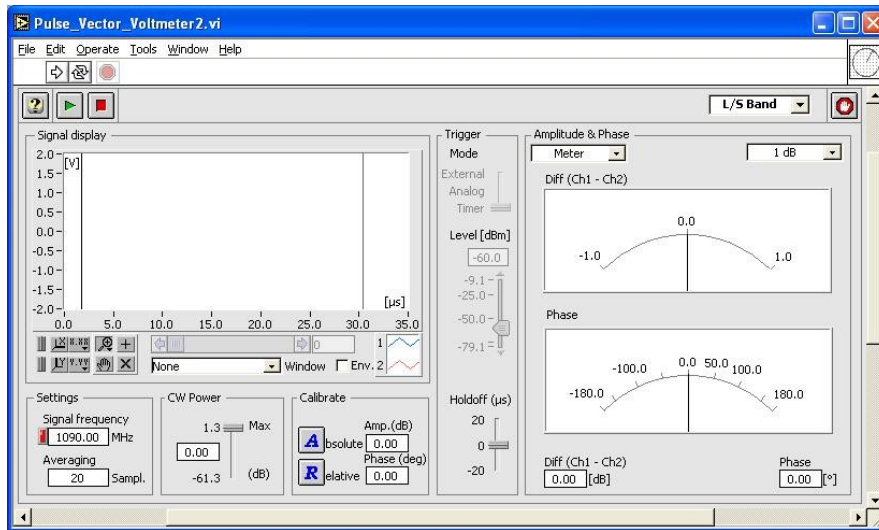 Pulse_Vector_Voltmeter2.vi
File Edit Operate Tools Window Help
L/S Band
Signal display
[V]
2.0
1.5
1.0
0.5
0.0
-0.5
-1.0
-1.5
-2.0
[µs]
0.0 5.0 10.0 15.0 20.0 25.0 30.0 35.0
0
1
None Window Env. 2
Trigger
Mode
External
Analog
Timer
Level [dBm]
-60.0
-9.1
-25.0
-50.0
-79.1
Holdoff (µs)
20
0
-20
Amplitude & Phase
Meter 1 dB
Diff (Ch1 - Ch2)
0.0
-1.0 1.0
Phase
-180.0 -100.0 0.0 50.0 100.0 180.0
Diff (Ch1 - Ch2) Phase
0.00 [dB] 0.00 [°]
Settings
Signal frequency
1090.00 MHz
Averaging
20 Sampl.
CW Power
1.3 Max
0.00
-61.3 (dB)
Calibrate
Amp.(dB)
Absolute 0.00
Phase (deg)
Relative 0.00